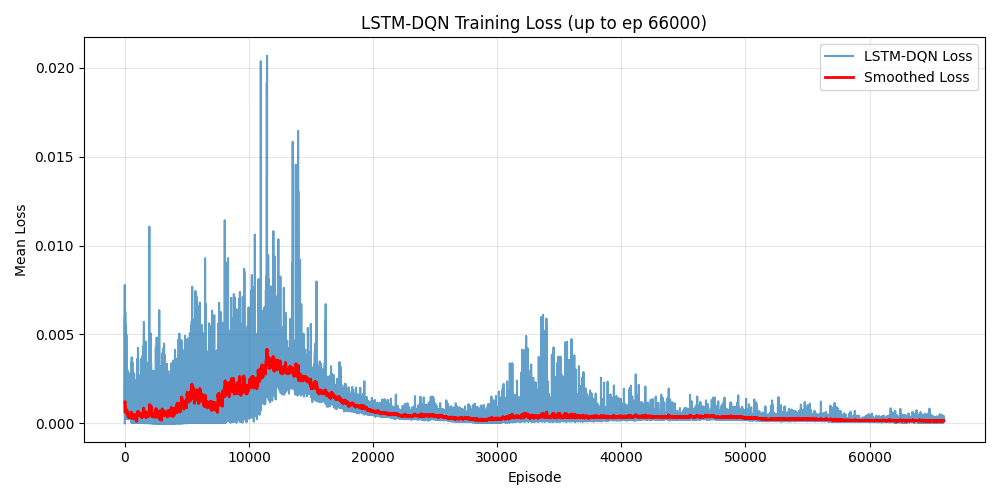 LSTM-DQN Training Loss (up to ep 66000)
LSTM-DQN Loss
Smoothed Loss
Mean Loss
0.020
0.015
0.010
0.005
0.000
0 10000 20000 30000 40000 50000 60000
Episode